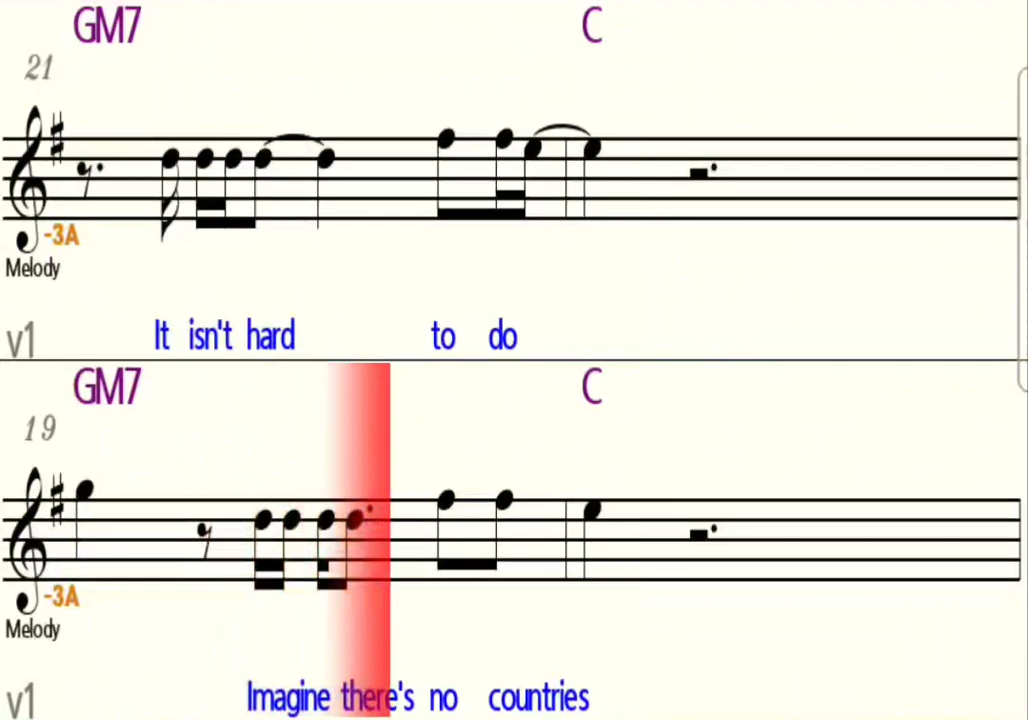 GM7 C
21
-3A
Melody
v1 It isn't hard to do
GM7 C
19
-3A
Melody
v1 Imagine there's no countries